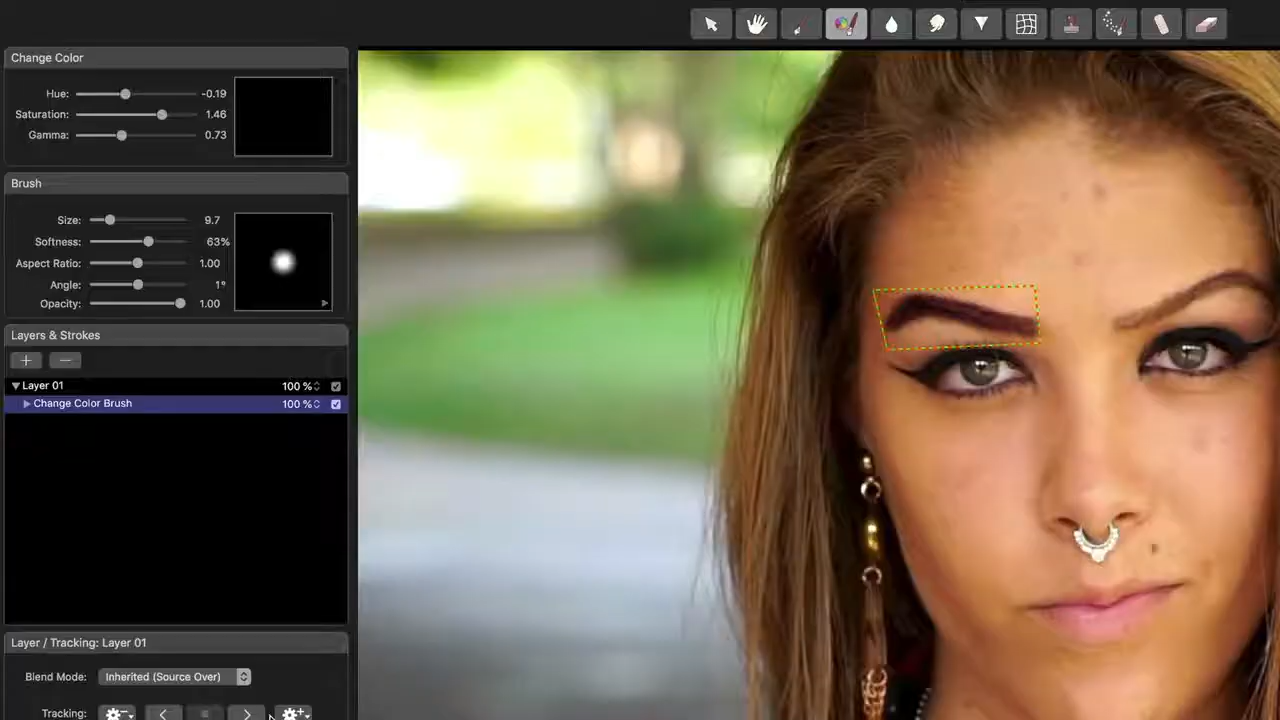 Change Color
Hue: -0.19
Saturation: 1.46
Gamma: 0.73
Brush
Size: 9.7
Softness: 63%
Aspect Ratio: 1.00
Angle: 1°
Opacity: 1.00
Layers & Strokes
Layer 01 100 %
Change Color Brush 100 %
Layer / Tracking: Layer 01
Blend Mode: Inherited (Source Over)
Tracking: